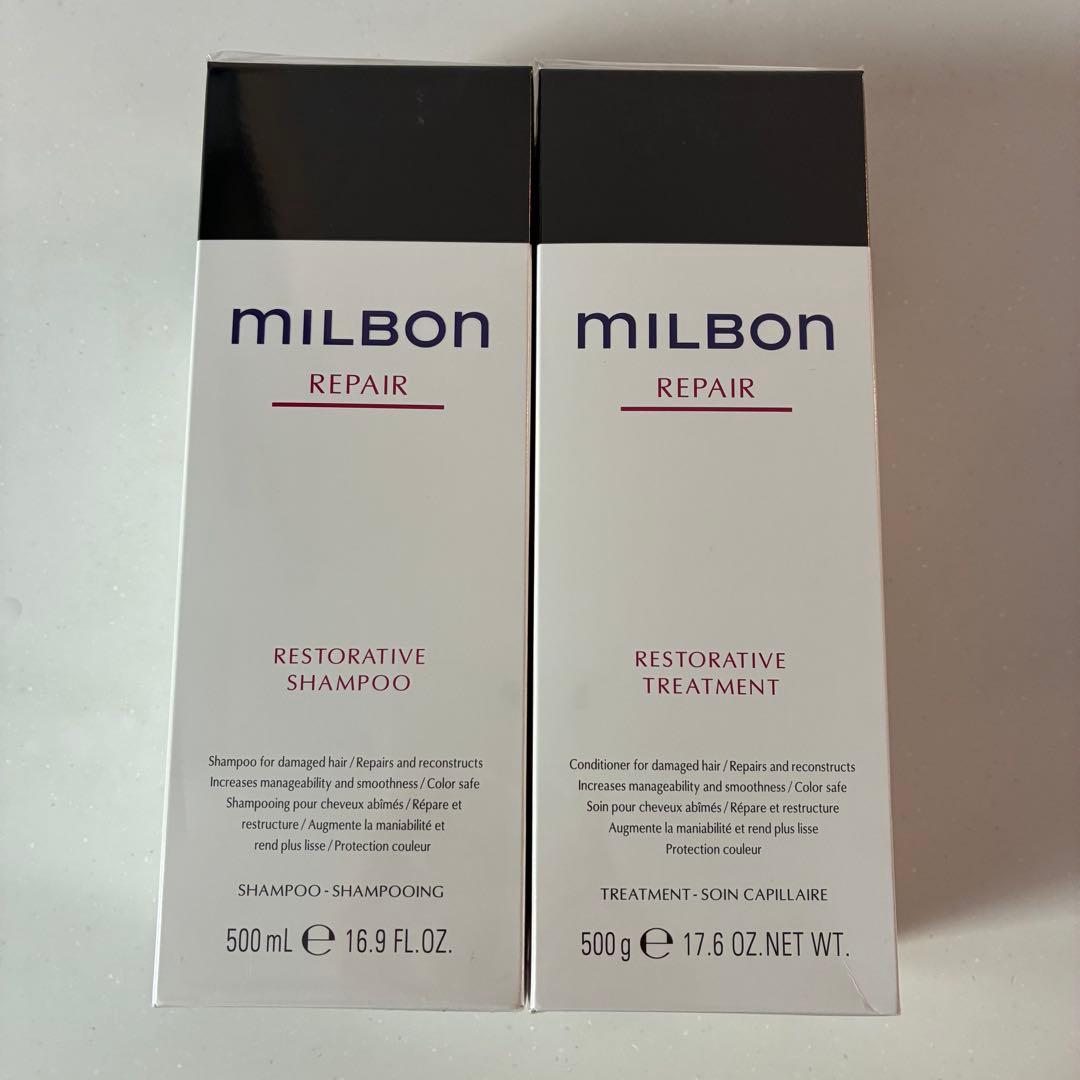 mILBOn
REPAIR
RESTORATIVE
SHAMPOO
Shampoo for damaged hair / Repairs and reconstructs
Increases manageability and smoothness / Color safe
Shampooing pour cheveux abîmés / Répare et
restructure / Augmente la maniabilité et
rend plus lisse / Protection couleur
SHAMPOO - SHAMPOOING
500 mL ℮ 16.9 FL.OZ.
mILBOn
REPAIR
RESTORATIVE
TREATMENT
Conditioner for damaged hair / Repairs and reconstructs
Increases manageability and smoothness / Color safe
Soin pour cheveux abîmés / Répare et restructure
Augmente la maniabilité et rend plus lisse
Protection couleur
TREATMENT - SOIN CAPILLAIRE
500 g ℮ 17.6 OZ.NET WT.